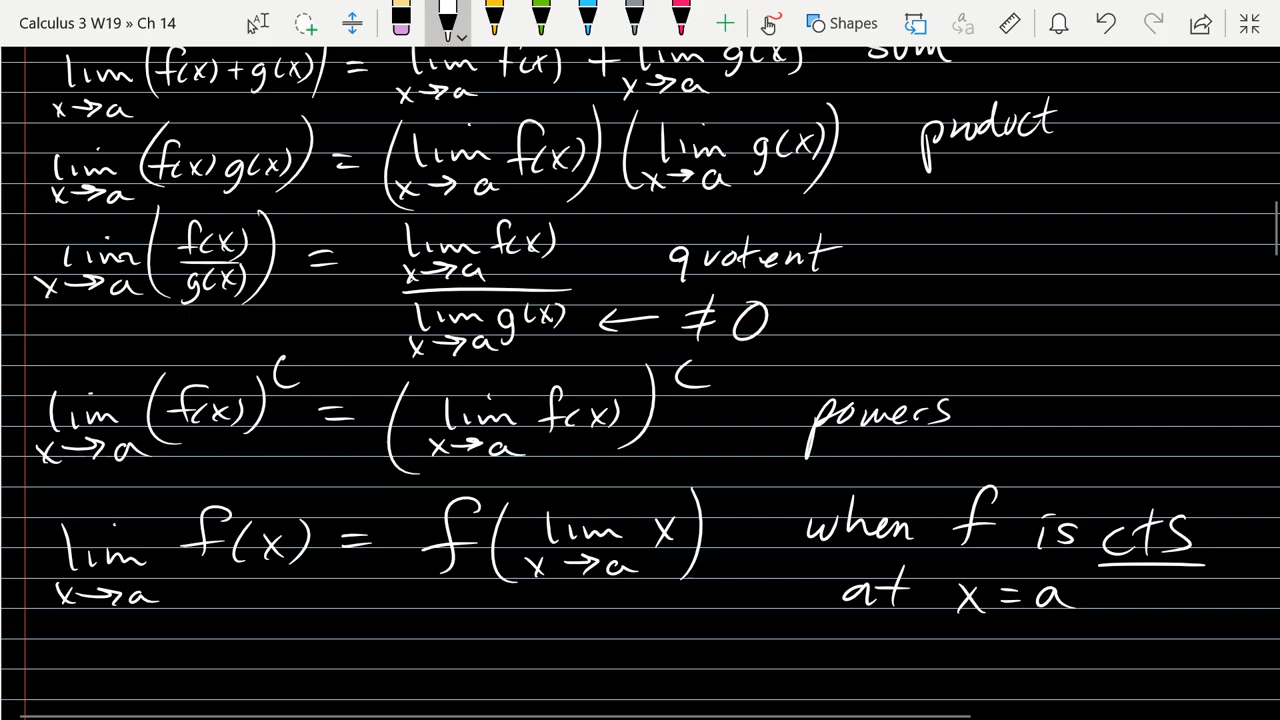 Calculus 3 W19 » Ch 14
Shapes
lim x→a (f(x) + g(x)) = lim x→a f(x) + lim x→a g(x) sum
lim x→a (f(x) g(x)) = (lim x→a f(x)) (lim x→a g(x)) product
lim x→a (f(x)/g(x)) = lim x→a f(x) / lim x→a g(x) ← ≠ 0 quotient
lim x→a (f(x))^c = (lim x→a f(x))^c powers
lim x→a f(x) = f(lim x→a x) when f is cts
at x = a